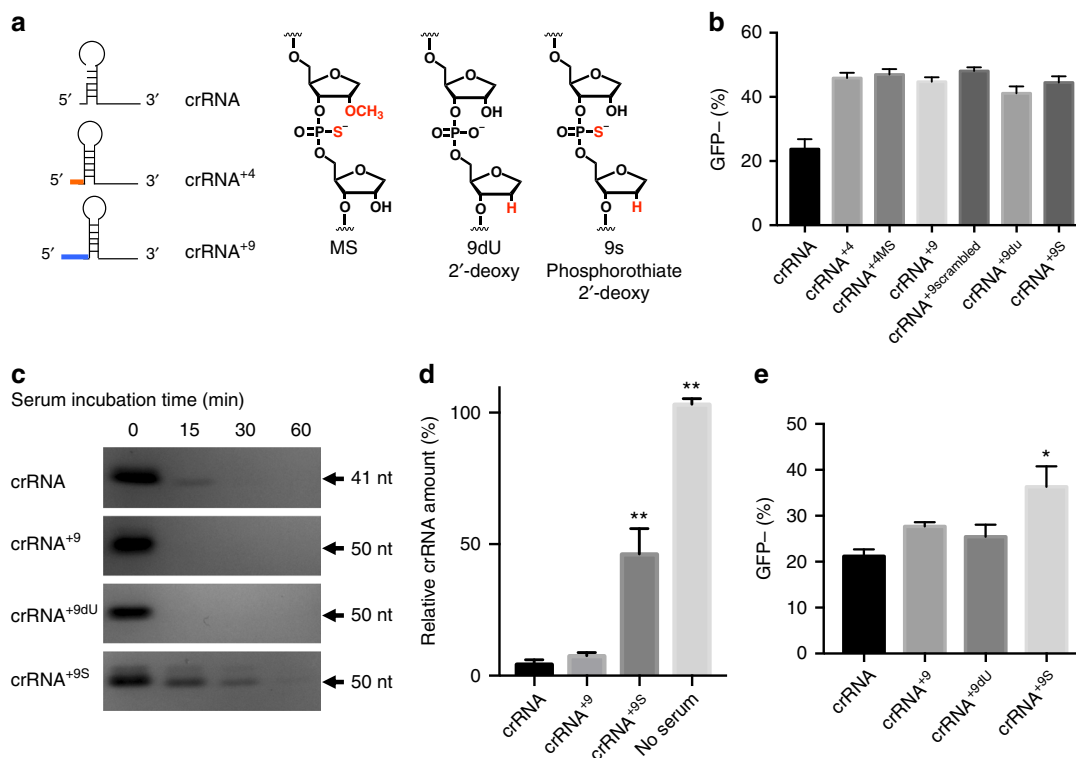 a
5′ 3′ crRNA
5′ 3′ crRNA+4
5′ 3′ crRNA+9
O
O
OCH3
O
O=P-S−
O
O
OH
O
MS
O
O
OH
O
O=P-O−
O
O
H
O
9dU
2′-deoxy
O
O
OH
O
O=P-S−
O
O
H
O
9s
Phosphorothiate
2′-deoxy
b
GFP– (%)
60
40
20
0
crRNA
crRNA+4
crRNA+4MS
crRNA+9
crRNA+9scrambled
crRNA+9du
crRNA+9S
c
Serum incubation time (min)
0 15 30 60
crRNA 41 nt
crRNA+9 50 nt
crRNA+9dU 50 nt
crRNA+9S 50 nt
d
Relative crRNA amount (%)
100
50
0
**
**
crRNA
crRNA+9
crRNA+9S
No serum
e
GFP– (%)
50
40
30
20
10
0
*
crRNA
crRNA+9
crRNA+9dU
crRNA+9S